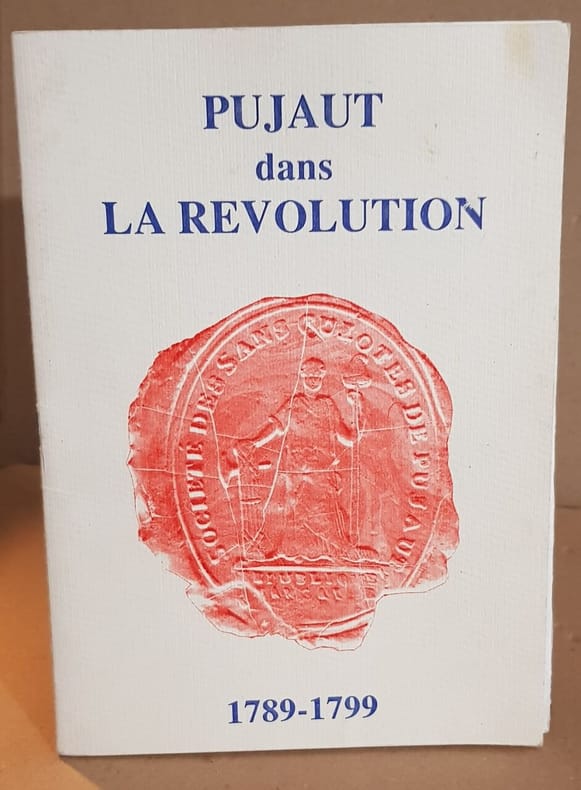 PUJAUT
dans
LA REVOLUTION
SOCIETE DES SANS CULOTES DE PUJAUT
1789-1799